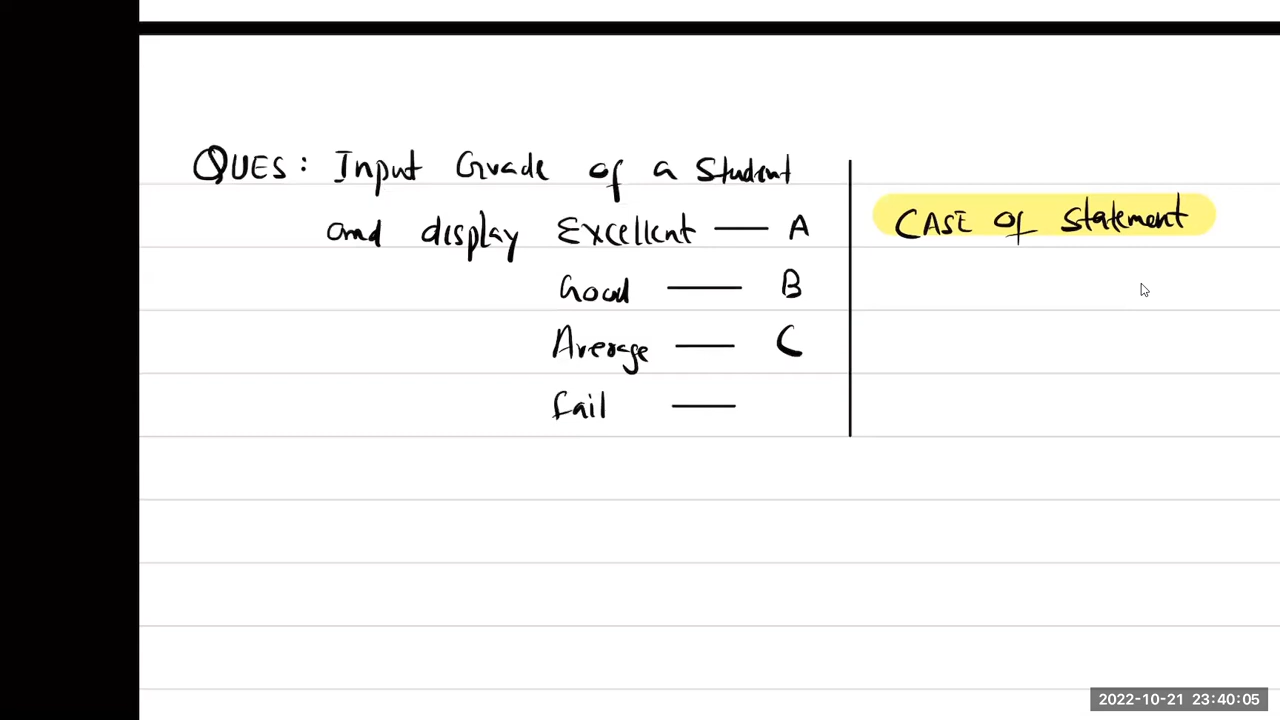 QUES: Input Grade of a Student
and display Excellent — A
Good — B
Average — C
Fail —
CASE OF Statement
2022-10-21 23:40:05